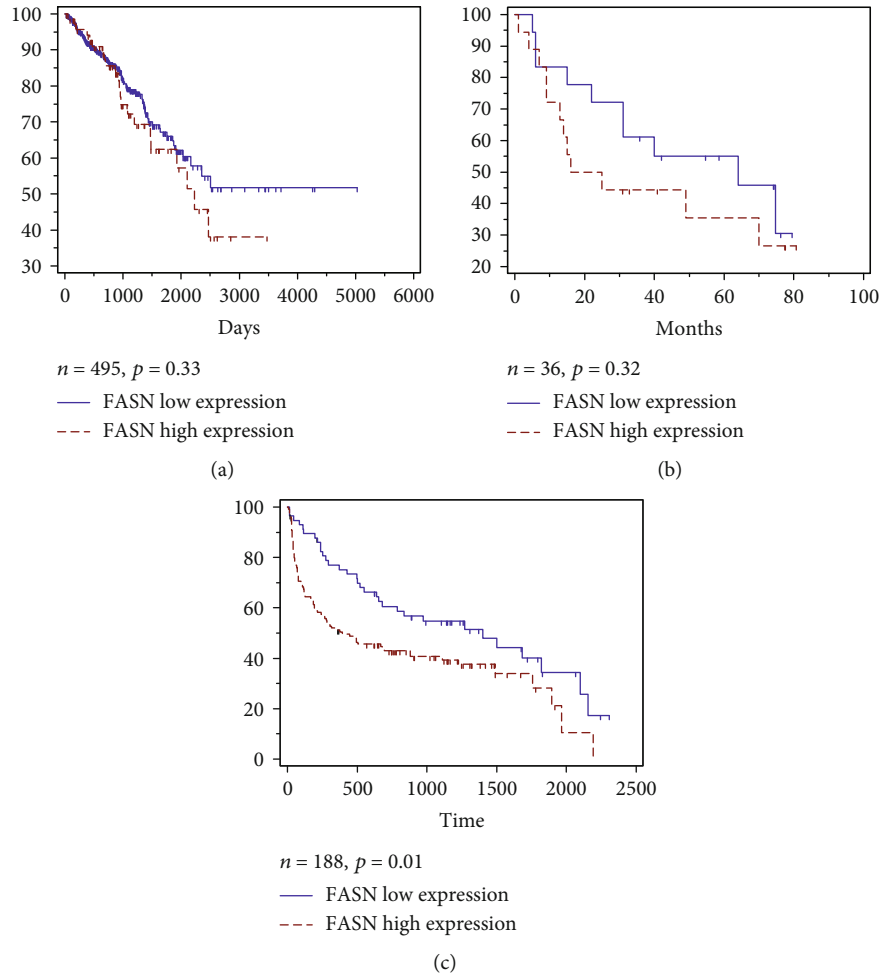 100
90
80
70
60
50
40
30
0 1000 2000 3000 4000 5000 6000
Days
n = 495, p = 0.33
FASN low expression
FASN high expression
(a)
100
90
80
70
60
50
40
30
20
0 20 40 60 80 100
Months
n = 36, p = 0.32
FASN low expression
FASN high expression
(b)
100
80
60
40
20
0
0 500 1000 1500 2000 2500
Time
n = 188, p = 0.01
FASN low expression
FASN high expression
(c)